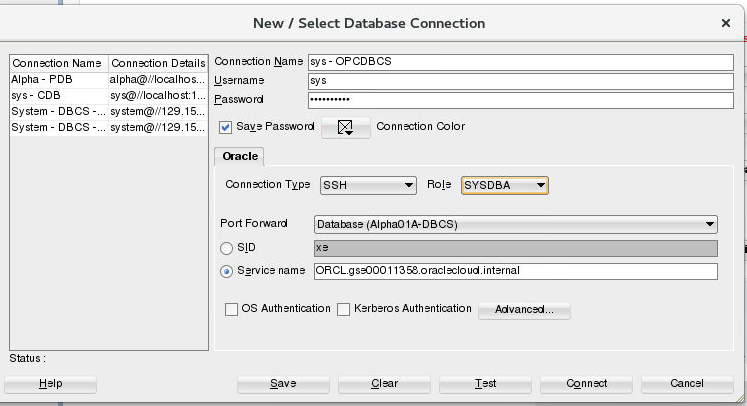 New / Select Database Connection
Connection Name Connection Details
Alpha - PDB alpha@//localhos...
sys - CDB sys@//localhost:1...
System - DBCS -... system@//129.15...
System - DBCS -... system@//129.15...
Connection Name sys - OPCDBCS
Username sys
Password ••••••••••
Save Password Connection Color
Oracle
Connection Type SSH Role SYSDBA
Port Forward Database (Alpha01A-DBCS)
SID xe
Service name ORCL.gse00011358.oraclecloud.internal
OS Authentication Kerberos Authentication Advanced...
Status :
Help Save Clear Test Connect Cancel